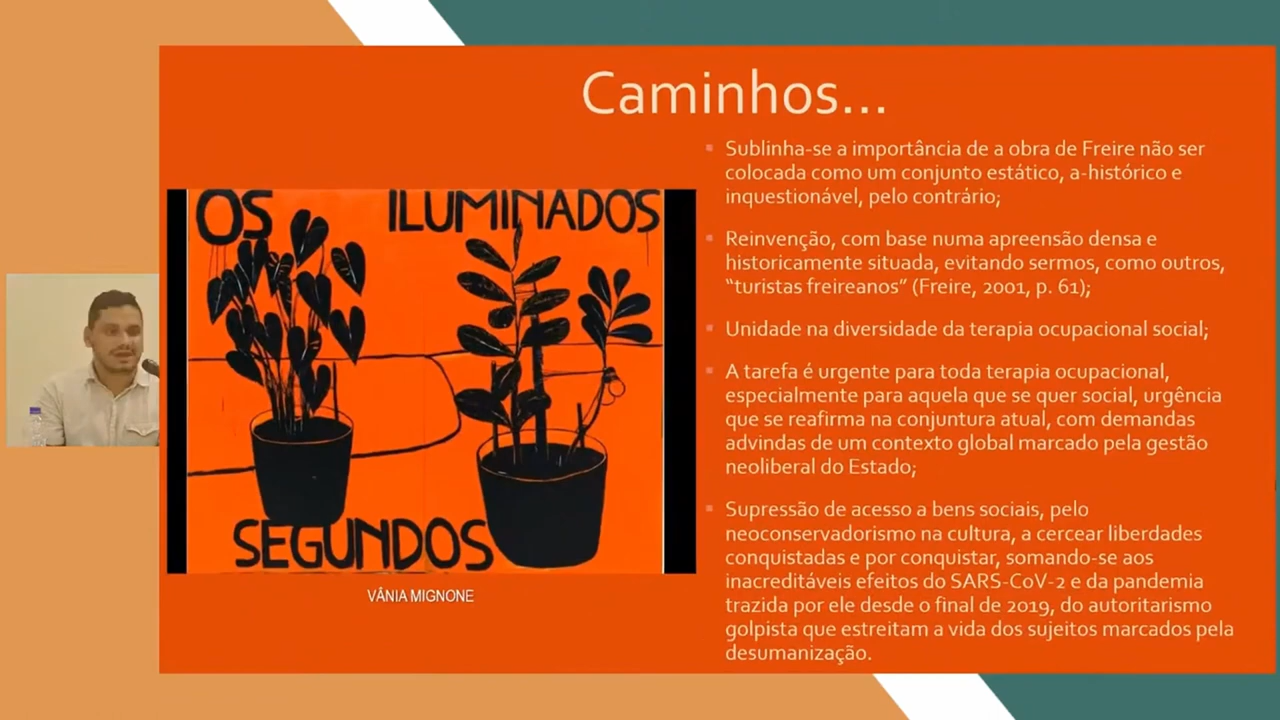 Caminhos...
OS ILUMINADOS
SEGUNDOS
VÂNIA MIGNONE
Sublinha-se a importância de a obra de Freire não ser
colocada como um conjunto estático, a-histórico e
inquestionável, pelo contrário;
Reinvenção, com base numa apreensão densa e
historicamente situada, evitando sermos, como outros,
“turistas freireanos” (Freire, 2001, p. 61);
Unidade na diversidade da terapia ocupacional social;
A tarefa é urgente para toda terapia ocupacional,
especialmente para aquela que se quer social, urgência
que se reafirma na conjuntura atual, com demandas
advindas de um contexto global marcado pela gestão
neoliberal do Estado;
Supressão de acesso a bens sociais, pelo
neoconservadorismo na cultura, a cercear liberdades
conquistadas e por conquistar, somando-se aos
inacreditáveis efeitos do SARS-CoV-2 e da pandemia
trazida por ele desde o final de 2019, do autoritarismo
golpista que estreitam a vida dos sujeitos marcados pela
desumanização.